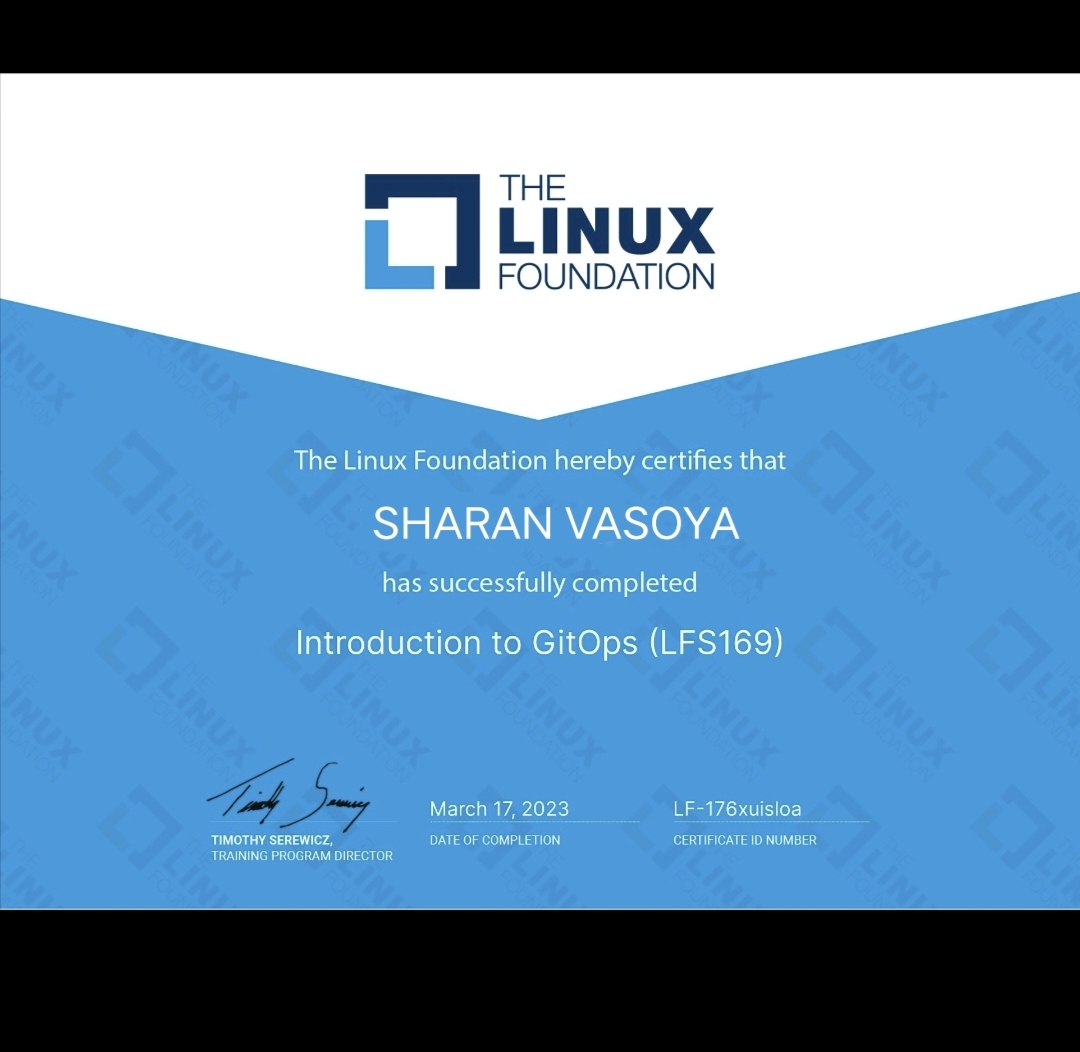 THE
LINUX
FOUNDATION
The Linux Foundation hereby certifies that
SHARAN VASOYA
has successfully completed
Introduction to GitOps (LFS169)
Timothy Serewicz
TIMOTHY SEREWICZ,
TRAINING PROGRAM DIRECTOR
March 17, 2023
DATE OF COMPLETION
LF-176xuisloa
CERTIFICATE ID NUMBER